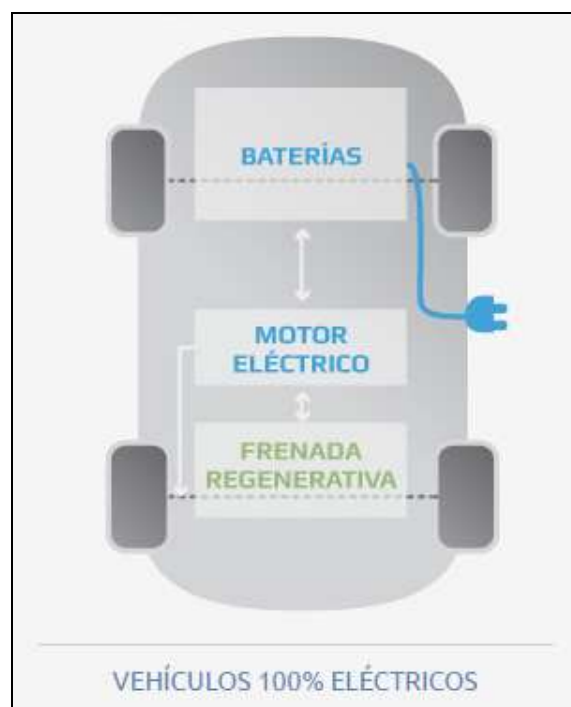 BATERÍAS
MOTOR
ELÉCTRICO
FRENADA
REGENERATIVA
VEHÍCULOS 100% ELÉCTRICOS